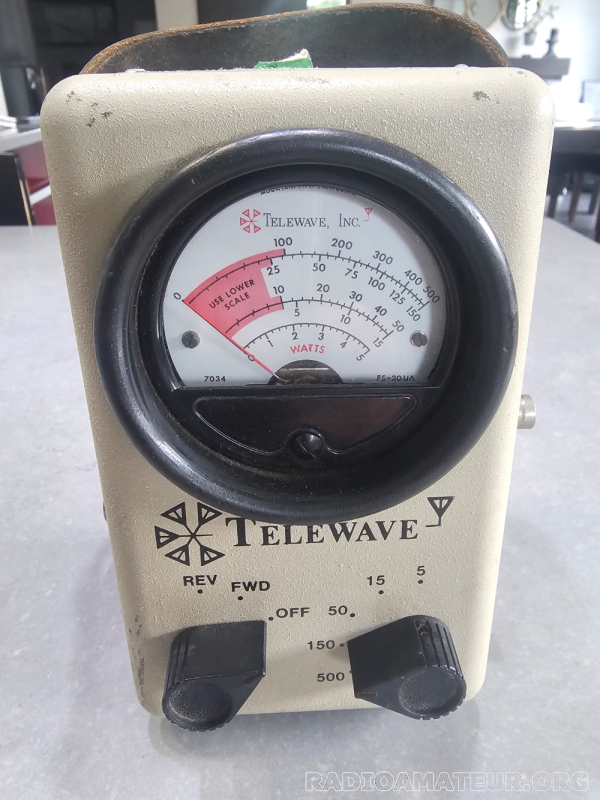 MOUNTAIN
TELEWAVE, INC.
100 200 300 400 500
25 50 75 100 125 150
USE LOWER
SCALE
0
10 20 30 40 50
5 10 15
0 1 2 3 4 5
WATTS
7034
FS-20UA
TELEWAVE
REV FWD OFF
5
15
50
150
500
RADIOAMATEUR.ORG